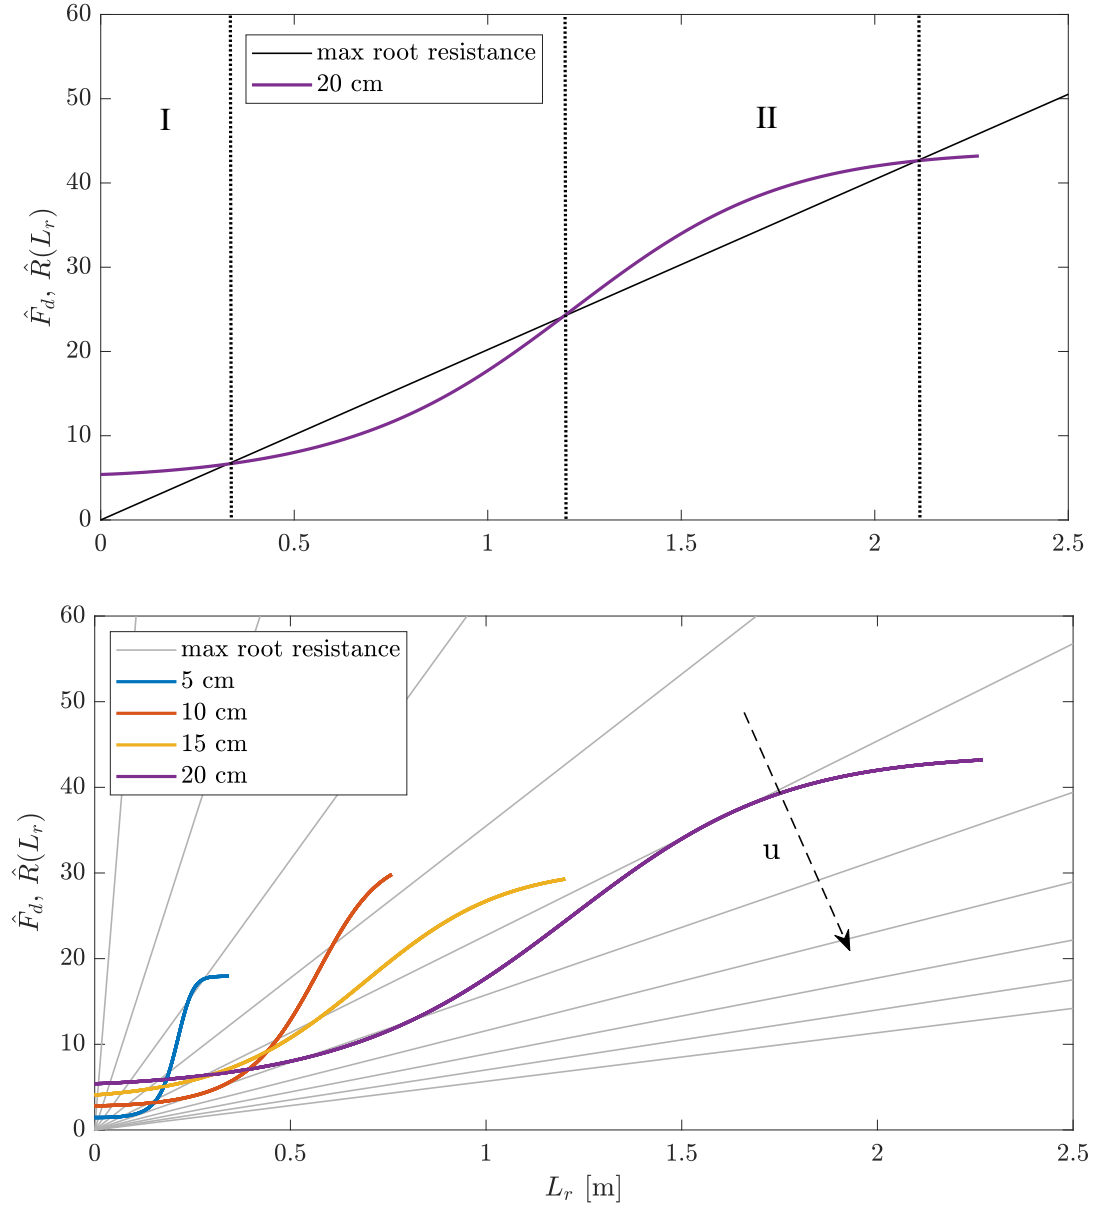 60
50
40
30
20
10
0
F̂_d, R̂(L_r)
max root resistance
20 cm
I
II
0 0.5 1 1.5 2 2.5
60
50
40
30
20
10
0
F̂_d, R̂(L_r)
max root resistance
5 cm
10 cm
15 cm
20 cm
u
0 0.5 1 1.5 2 2.5
L_r [m]